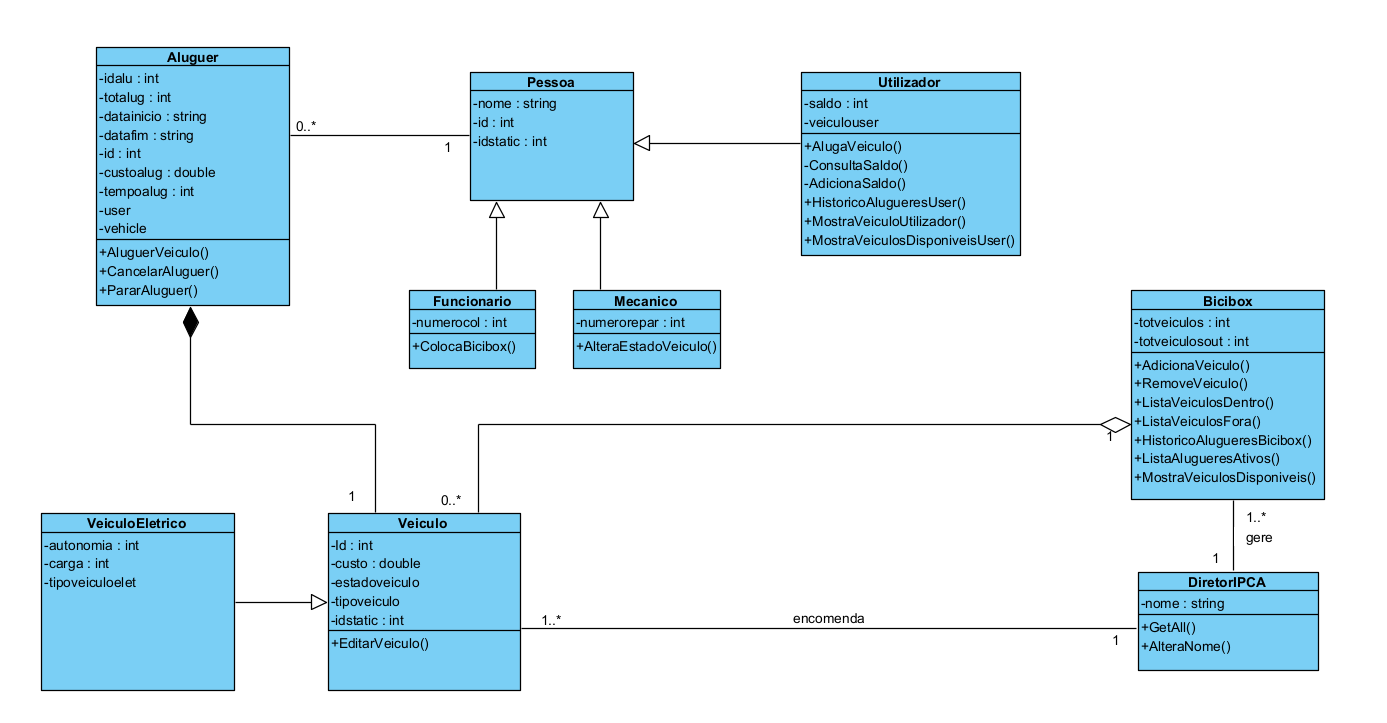 Aluguer
-idalu : int
-totalug : int
-datainicio : string
-datafim : string
-id : int
-custoalug : double
-tempoalug : int
-user
-vehicle
+AluguerVeiculo()
+CancelarAluguer()
+PararAluguer()
0..*
1
Pessoa
-nome : string
-id : int
-idstatic : int
Utilizador
-saldo : int
-veiculouser
+AlugaVeiculo()
-ConsultaSaldo()
-AdicionaSaldo()
+HistoricoAlugueresUser()
+MostraVeiculoUtilizador()
+MostraVeiculosDisponiveisUser()
Funcionario
-numerocol : int
+ColocaBicibox()
Mecanico
-numerorepar : int
+AlteraEstadoVeiculo()
Bicibox
-totveiculos : int
-totveiculosout : int
+AdicionaVeiculo()
+RemoveVeiculo()
+ListaVeiculosDentro()
+ListaVeiculosFora()
+HistoricoAlugueresBicibox()
+ListaAlugueresAtivos()
+MostraVeiculosDisponiveis()
1
1
0..*
1..*
gere
1
VeiculoEletrico
-autonomia : int
-carga : int
-tipoveiculoelet
Veiculo
-Id : int
-custo : double
-estadoveiculo
-tipoveiculo
-idstatic : int
+EditarVeiculo()
1..*
encomenda
1
DiretorIPCA
-nome : string
+GetAll()
+AlteraNome()